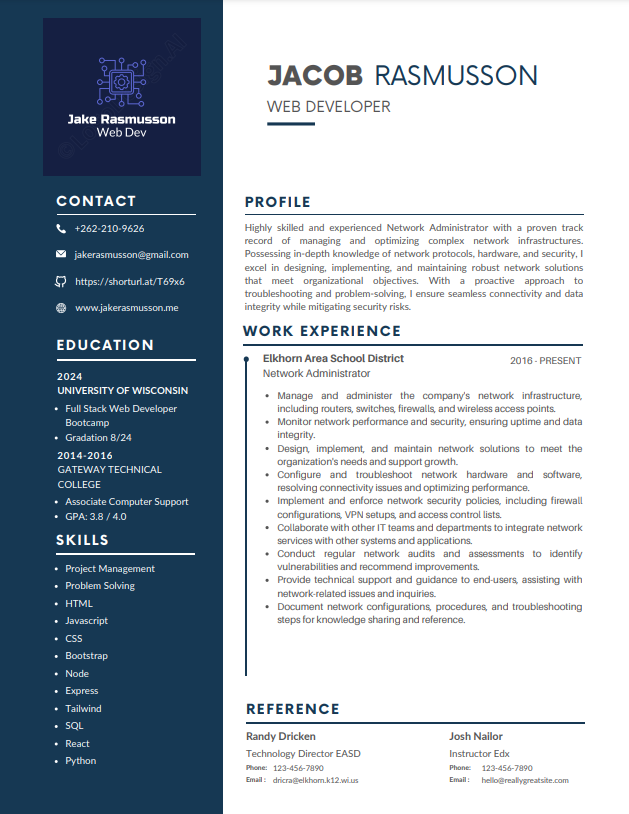 Jake Rasmusson
Web Dev
JACOB RASMUSSON
WEB DEVELOPER
CONTACT
+262-210-9626
jakerasmusson@gmail.com
https://shorturl.at/T69x6
www.jakerasmusson.me
EDUCATION
2024
UNIVERSITY OF WISCONSIN
• Full Stack Web Developer
Bootcamp
• Gradation 8/24
2014-2016
GATEWAY TECHNICAL
COLLEGE
• Associate Computer Support
• GPA: 3.8 / 4.0
SKILLS
• Project Management
• Problem Solving
• HTML
• Javascript
• CSS
• Bootstrap
• Node
• Express
• Tailwind
• SQL
• React
• Python
PROFILE
Highly skilled and experienced Network Administrator with a proven track
record of managing and optimizing complex network infrastructures.
Possessing in-depth knowledge of network protocols, hardware, and security, I
excel in designing, implementing, and maintaining robust network solutions
that meet organizational objectives. With a proactive approach to
troubleshooting and problem-solving, I ensure seamless connectivity and data
integrity while mitigating security risks.
WORK EXPERIENCE
Elkhorn Area School District
2016 - PRESENT
Network Administrator
• Manage and administer the company's network infrastructure,
including routers, switches, firewalls, and wireless access points.
• Monitor network performance and security, ensuring uptime and data
integrity.
• Design, implement, and maintain network solutions to meet the
organization's needs and support growth.
• Configure and troubleshoot network hardware and software,
resolving connectivity issues and optimizing performance.
• Implement and enforce network security policies, including firewall
configurations, VPN setups, and access control lists.
• Collaborate with other IT teams and departments to integrate network
services with other systems and applications.
• Conduct regular network audits and assessments to identify
vulnerabilities and recommend improvements.
• Provide technical support and guidance to end-users, assisting with
network-related issues and inquiries.
• Document network configurations, procedures, and troubleshooting
steps for knowledge sharing and reference.
REFERENCE
Randy Dricken
Technology Director EASD
Phone: 123-456-7890
Email : dricra@elkhorn.k12.wi.us
Josh Nailor
Instructor Edx
Phone: 123-456-7890
Email : hello@reallygreatsite.com